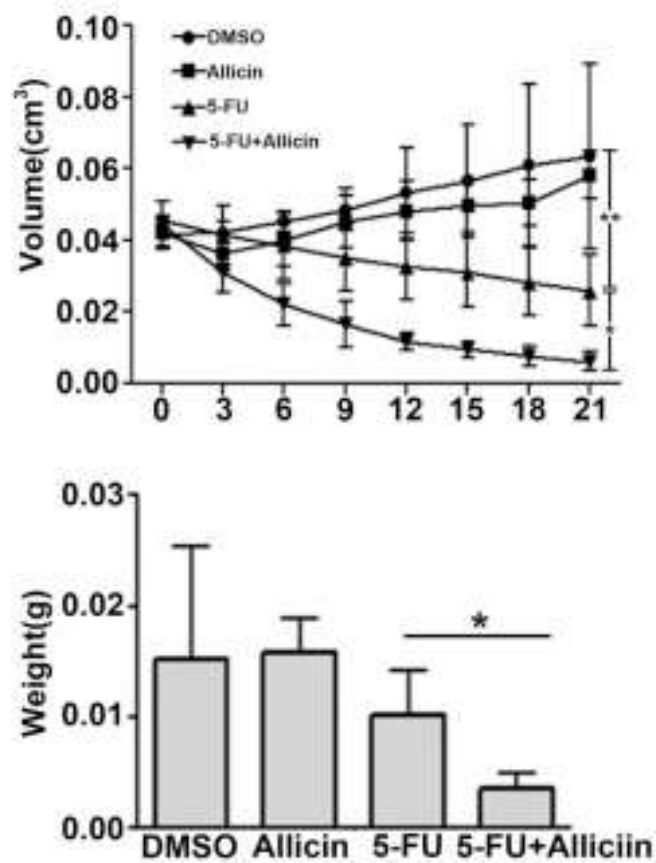 0.10
DMSO
Allicin
5-FU
5-FU+Allicin
0.08
0.06
0.04
0.02
0.00
Volume(cm³)
**
*
0 3 6 9 12 15 18 21
0.03
0.02
0.01
0.00
Weight(g)
*
DMSO Allicin 5-FU 5-FU+Alliciin